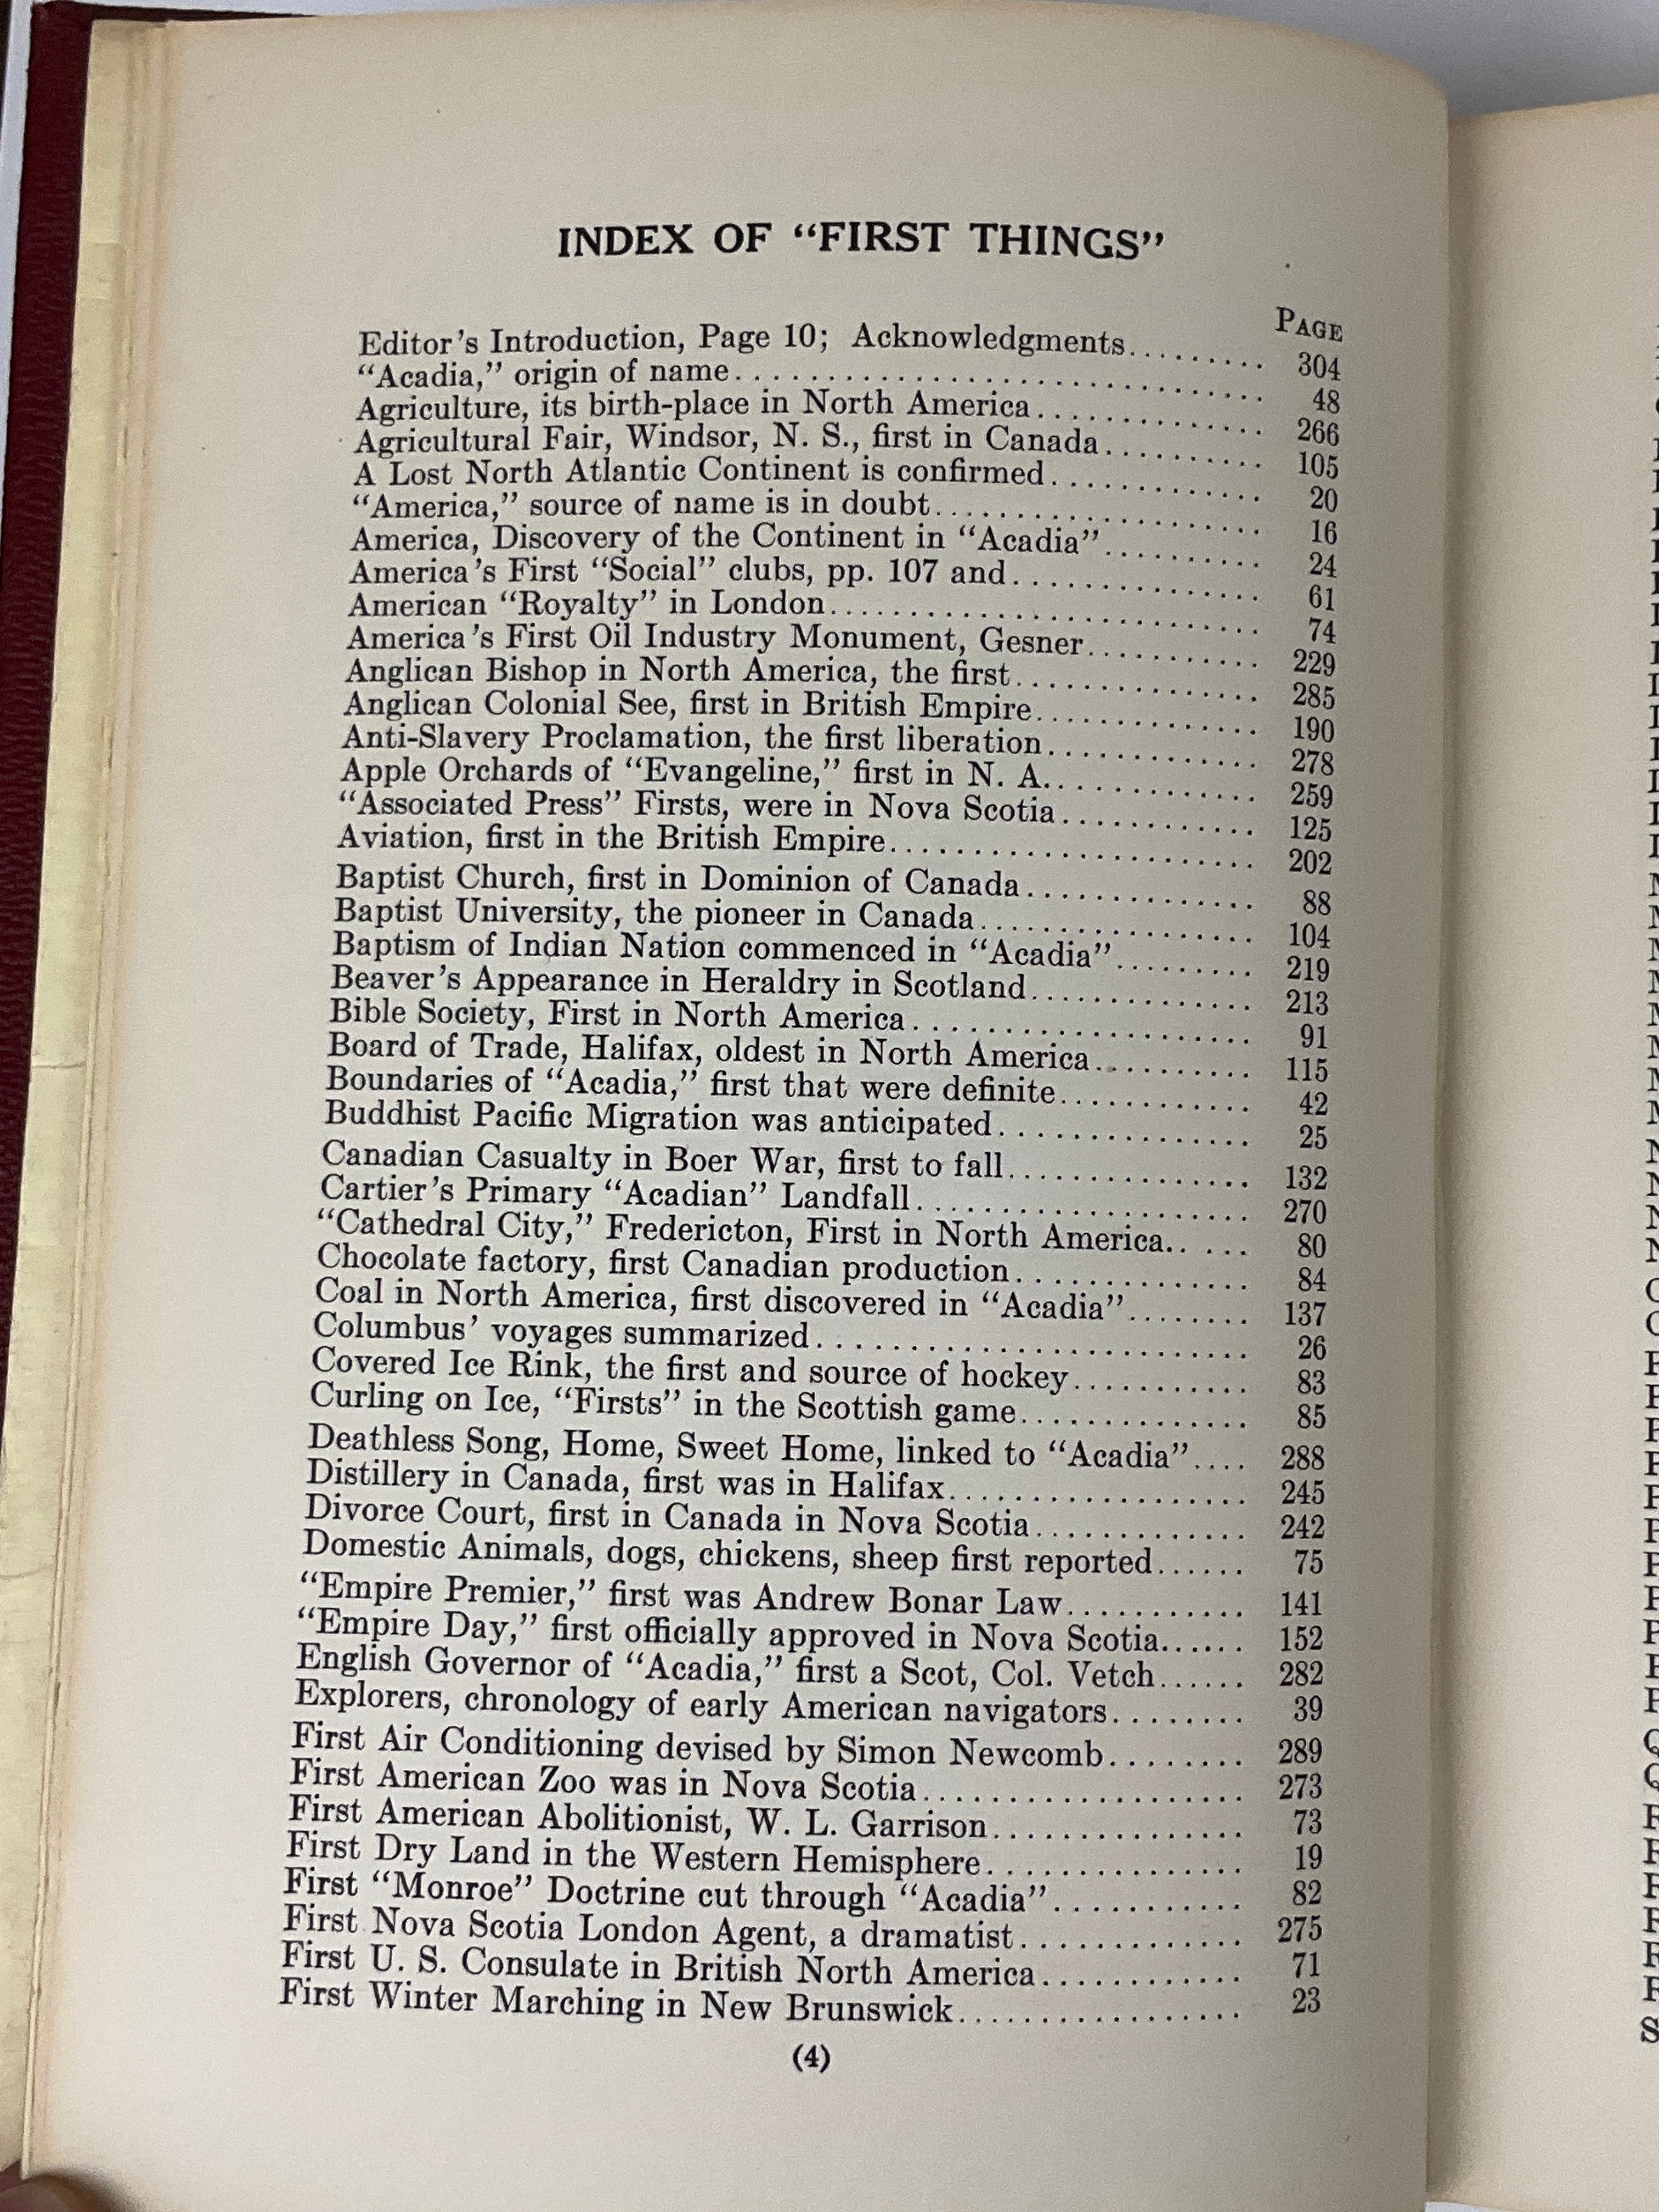 INDEX OF “FIRST THINGS”
PAGE
Editor’s Introduction, Page 10; Acknowledgments......... 304
“Acadia,” origin of name............................... 48
Agriculture, its birth-place in North America............. 266
Agricultural Fair, Windsor, N. S., first in Canada.......... 105
A Lost North Atlantic Continent is confirmed............. 20
“America,” source of name is in doubt.................... 16
America, Discovery of the Continent in “Acadia”......... 24
America’s First “Social” clubs, pp. 107 and............... 61
American “Royalty” in London.......................... 74
America’s First Oil Industry Monument, Gesner........... 229
Anglican Bishop in North America, the first............... 285
Anglican Colonial See, first in British Empire............. 190
Anti-Slavery Proclamation, the first liberation............. 278
Apple Orchards of “Evangeline,” first in N. A............. 259
“Associated Press” Firsts, were in Nova Scotia............ 125
Aviation, first in the British Empire...................... 202
Baptist Church, first in Dominion of Canada.............. 88
Baptist University, the pioneer in Canada................. 104
Baptism of Indian Nation commenced in “Acadia”......... 219
Beaver’s Appearance in Heraldry in Scotland.............. 213
Bible Society, First in North America..................... 91
Board of Trade, Halifax, oldest in North America.......... 115
Boundaries of “Acadia,” first that were definite............ 42
Buddhist Pacific Migration was anticipated................ 25
Canadian Casualty in Boer War, first to fall............... 132
Cartier’s Primary “Acadian” Landfall.................... 270
“Cathedral City,” Fredericton, First in North America..... 80
Chocolate factory, first Canadian production.............. 84
Coal in North America, first discovered in “Acadia”........ 137
Columbus’ voyages summarized.......................... 26
Covered Ice Rink, the first and source of hockey........... 83
Curling on Ice, “Firsts” in the Scottish game.............. 85
Deathless Song, Home, Sweet Home, linked to “Acadia”.... 288
Distillery in Canada, first was in Halifax.................. 245
Divorce Court, first in Canada in Nova Scotia............. 242
Domestic Animals, dogs, chickens, sheep first reported...... 75
“Empire Premier,” first was Andrew Bonar Law........... 141
“Empire Day,” first officially approved in Nova Scotia...... 152
English Governor of “Acadia,” first a Scot, Col. Vetch...... 282
Explorers, chronology of early American navigators........ 39
First Air Conditioning devised by Simon Newcomb........ 289
First American Zoo was in Nova Scotia................... 273
First American Abolitionist, W. L. Garrison............... 73
First Dry Land in the Western Hemisphere............... 19
First “Monroe” Doctrine cut through “Acadia”........... 82
First Nova Scotia London Agent, a dramatist............. 275
First U. S. Consulate in British North America............ 71
First Winter Marching in New Brunswick................. 23
(4)